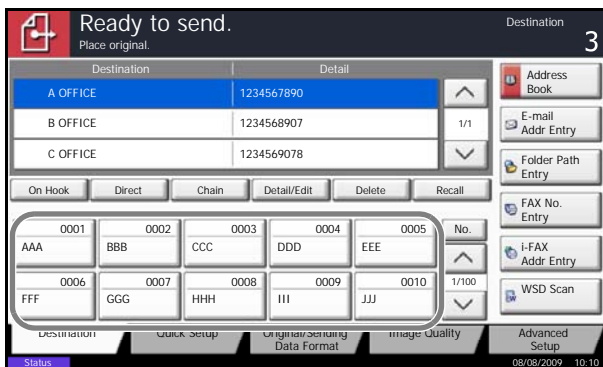 Ready to send.
Place original.
Destination
3
Destination Detail
A OFFICE 1234567890
B OFFICE 1234568907
C OFFICE 1234569078
1/1
Address
Book
E-mail
Addr Entry
Folder Path
Entry
FAX No.
Entry
i-FAX
Addr Entry
WSD Scan
On Hook Direct Chain Detail/Edit Delete Recall
0001 0002 0003 0004 0005 No.
AAA BBB CCC DDD EEE
0006 0007 0008 0009 0010 1/100
FFF GGG HHH III JJJ
Destination Quick Setup Original/Sending
Data Format Image Quality Advanced
Setup
Status 08/08/2009 10:10